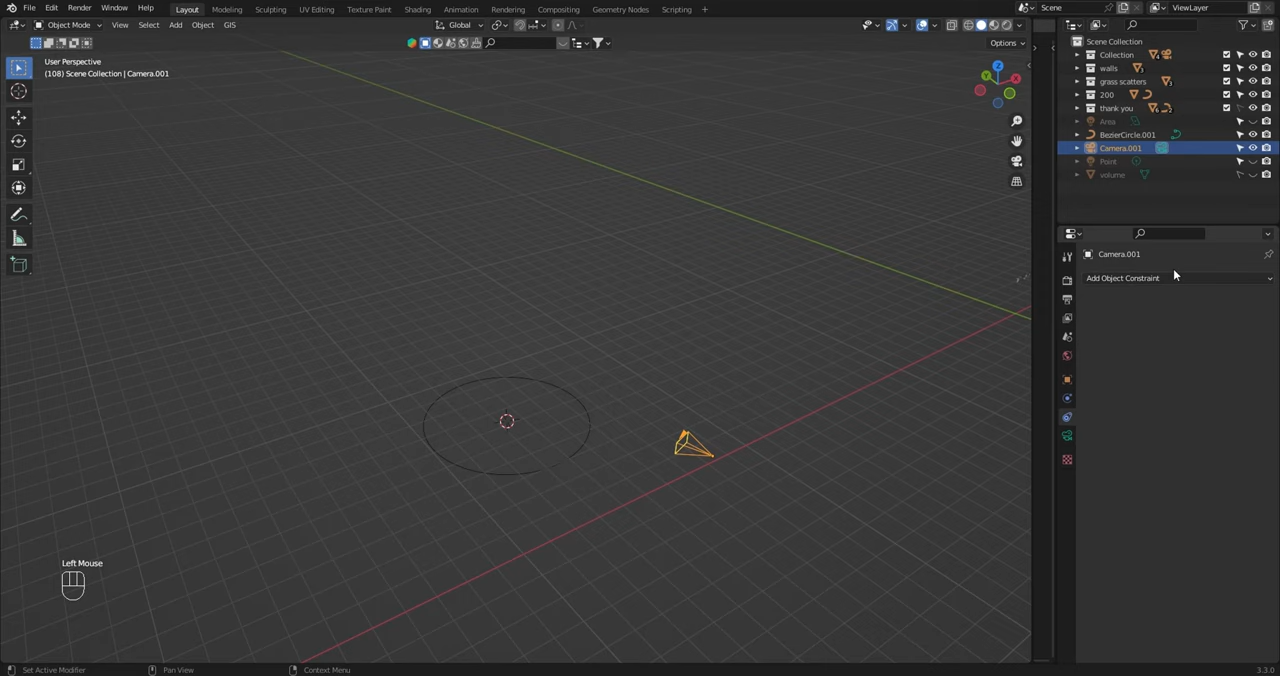 File Edit Render Window Help Layout Modeling Sculpting UV Editing Texture Paint Shading Animation Rendering Compositing Geometry Nodes Scripting + Scene ViewLayer
Object Mode View Select Add Object GIS Global
Options
User Perspective
(108) Scene Collection | Camera.001
Z
Y
X
Scene Collection
Collection
walls
grass scatters
200
thank you
Area
BezierCircle.001
Camera.001
Point
volume
Camera.001
Add Object Constraint
Left Mouse
Set Active Modifier Pan View Context Menu 3.3.0